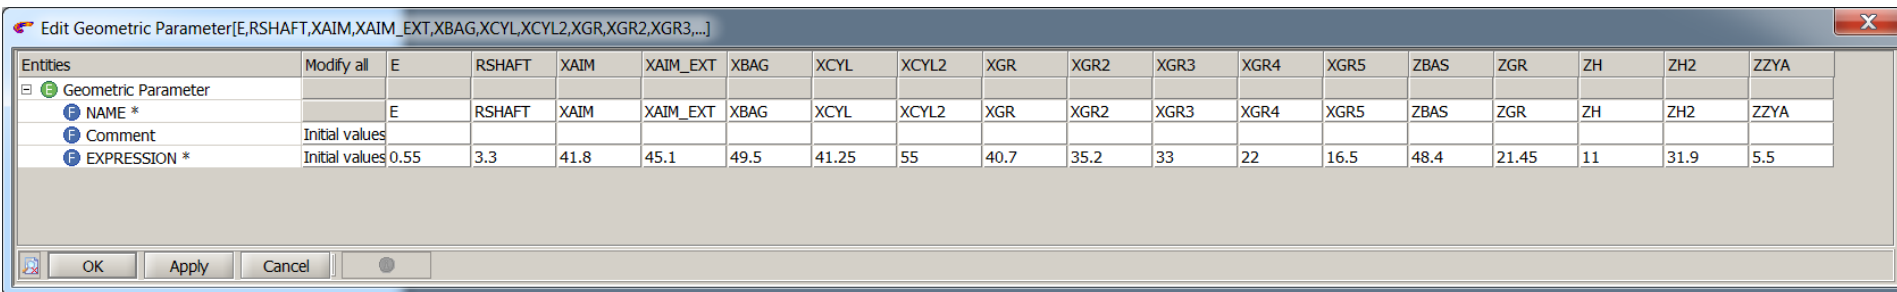 Edit Geometric Parameter[E,RSHAFT,XAIM,XAIM_EXT,XBAG,XCYL,XCYL2,XGR,XGR2,XGR3,...]
Entities Modify all E RSHAFT XAIM XAIM_EXT XBAG XCYL XCYL2 XGR XGR2 XGR3 XGR4 XGR5 ZBAS ZGR ZH ZH2 ZZYA
E Geometric Parameter
F NAME * E RSHAFT XAIM XAIM_EXT XBAG XCYL XCYL2 XGR XGR2 XGR3 XGR4 XGR5 ZBAS ZGR ZH ZH2 ZZYA
F Comment Initial values
F EXPRESSION * Initial values 0.55 3.3 41.8 45.1 49.5 41.25 55 40.7 35.2 33 22 16.5 48.4 21.45 11 31.9 5.5
OK Apply Cancel